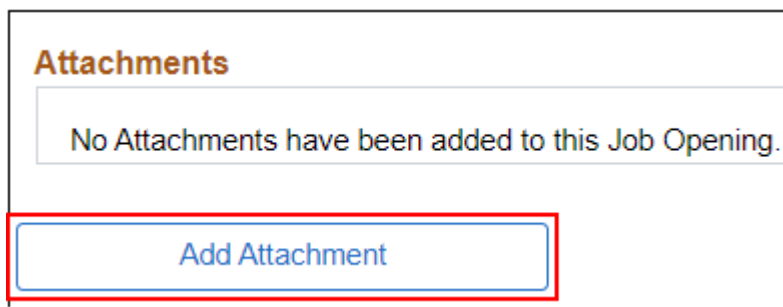 Attachments
No Attachments have been added to this Job Opening.
Add Attachment